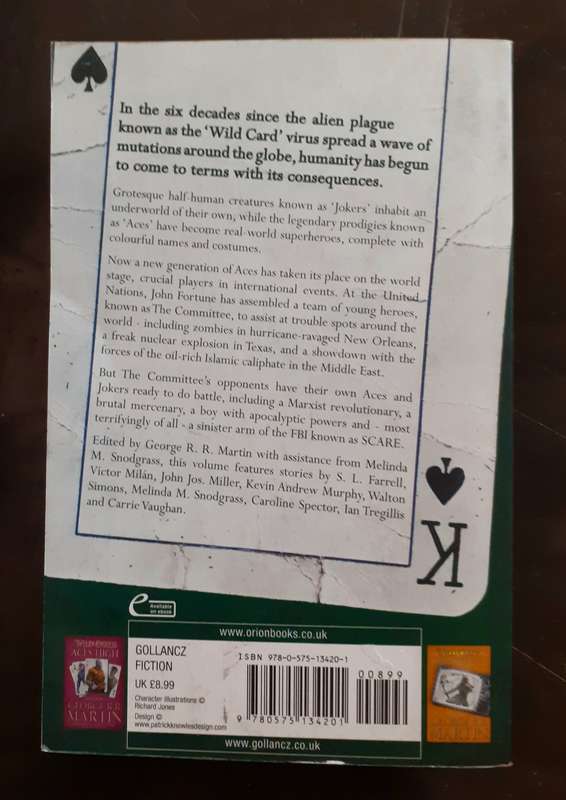 In the six decades since the alien plague
known as the 'Wild Card' virus spread a wave of
mutations around the globe, humanity has begun
to come to terms with its consequences.
Grotesque half-human creatures known as 'Jokers' inhabit an
underworld of their own, while the legendary prodigies known
as 'Aces' have become real-world superheroes, complete with
colourful names and costumes.
Now a new generation of Aces has taken its place on the world
stage, crucial players in international events. At the United
Nations, John Fortune has assembled a team of young heroes,
known as The Committee, to assist at trouble spots around the
world - including zombies in hurricane-ravaged New Orleans,
a freak nuclear explosion in Texas, and a showdown with the
forces of the oil-rich Islamic caliphate in the Middle East.
But The Committee's opponents have their own Aces and
Jokers ready to do battle, including a Marxist revolutionary, a
brutal mercenary, a boy with apocalyptic powers and - most
terrifyingly of all - a sinister arm of the FBI known as SCARE.
Edited by George R. R. Martin with assistance from Melinda
M. Snodgrass, this volume features stories by S. L. Farrell,
Victor Milán, John Jos. Miller, Kevin Andrew Murphy, Walton
Simons, Melinda M. Snodgrass, Caroline Spector, Ian Tregillis
and Carrie Vaughan.
K
e Available
on ebook
www.orionbooks.co.uk
GOLLANCZ
FICTION
UK £8.99
Character Illustrations ©
Richard Jones
Design ©
www.patrickknowlesdesign.com
ISBN 978-0-575-13420-1
00899
9 780575 134201
www.gollancz.co.uk
ACES HIGH
GEORGE R.R.
MARTIN
MARTIN